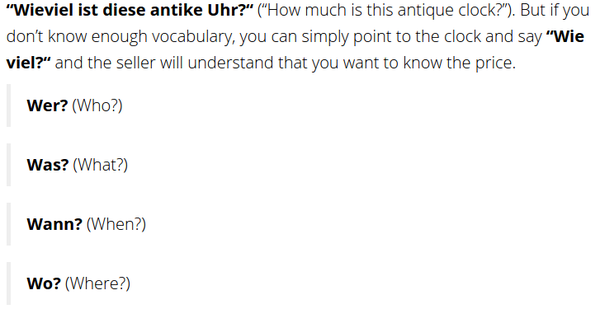 “Wieviel ist diese antike Uhr?“ (“How much is this antique clock?”). But if you
don’t know enough vocabulary, you can simply point to the clock and say “Wie
viel?“ and the seller will understand that you want to know the price.
Wer? (Who?)
Was? (What?)
Wann? (When?)
Wo? (Where?)